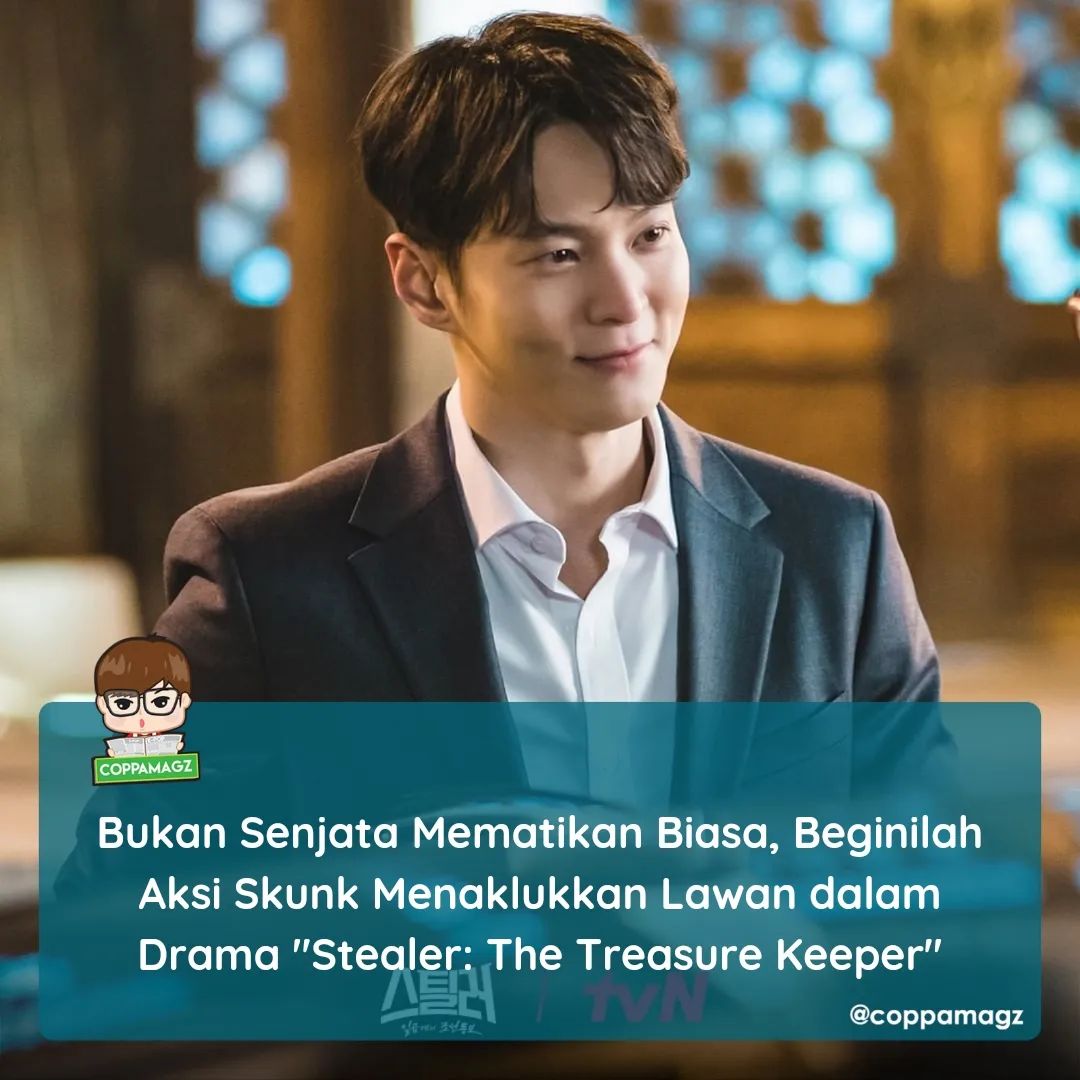 COPPAMAGZ
Bukan Senjata Mematikan Biasa, Beginilah
Aksi Skunk Menaklukkan Lawan dalam
Drama "Stealer: The Treasure Keeper"
스틸러 | tvN
@coppamagz